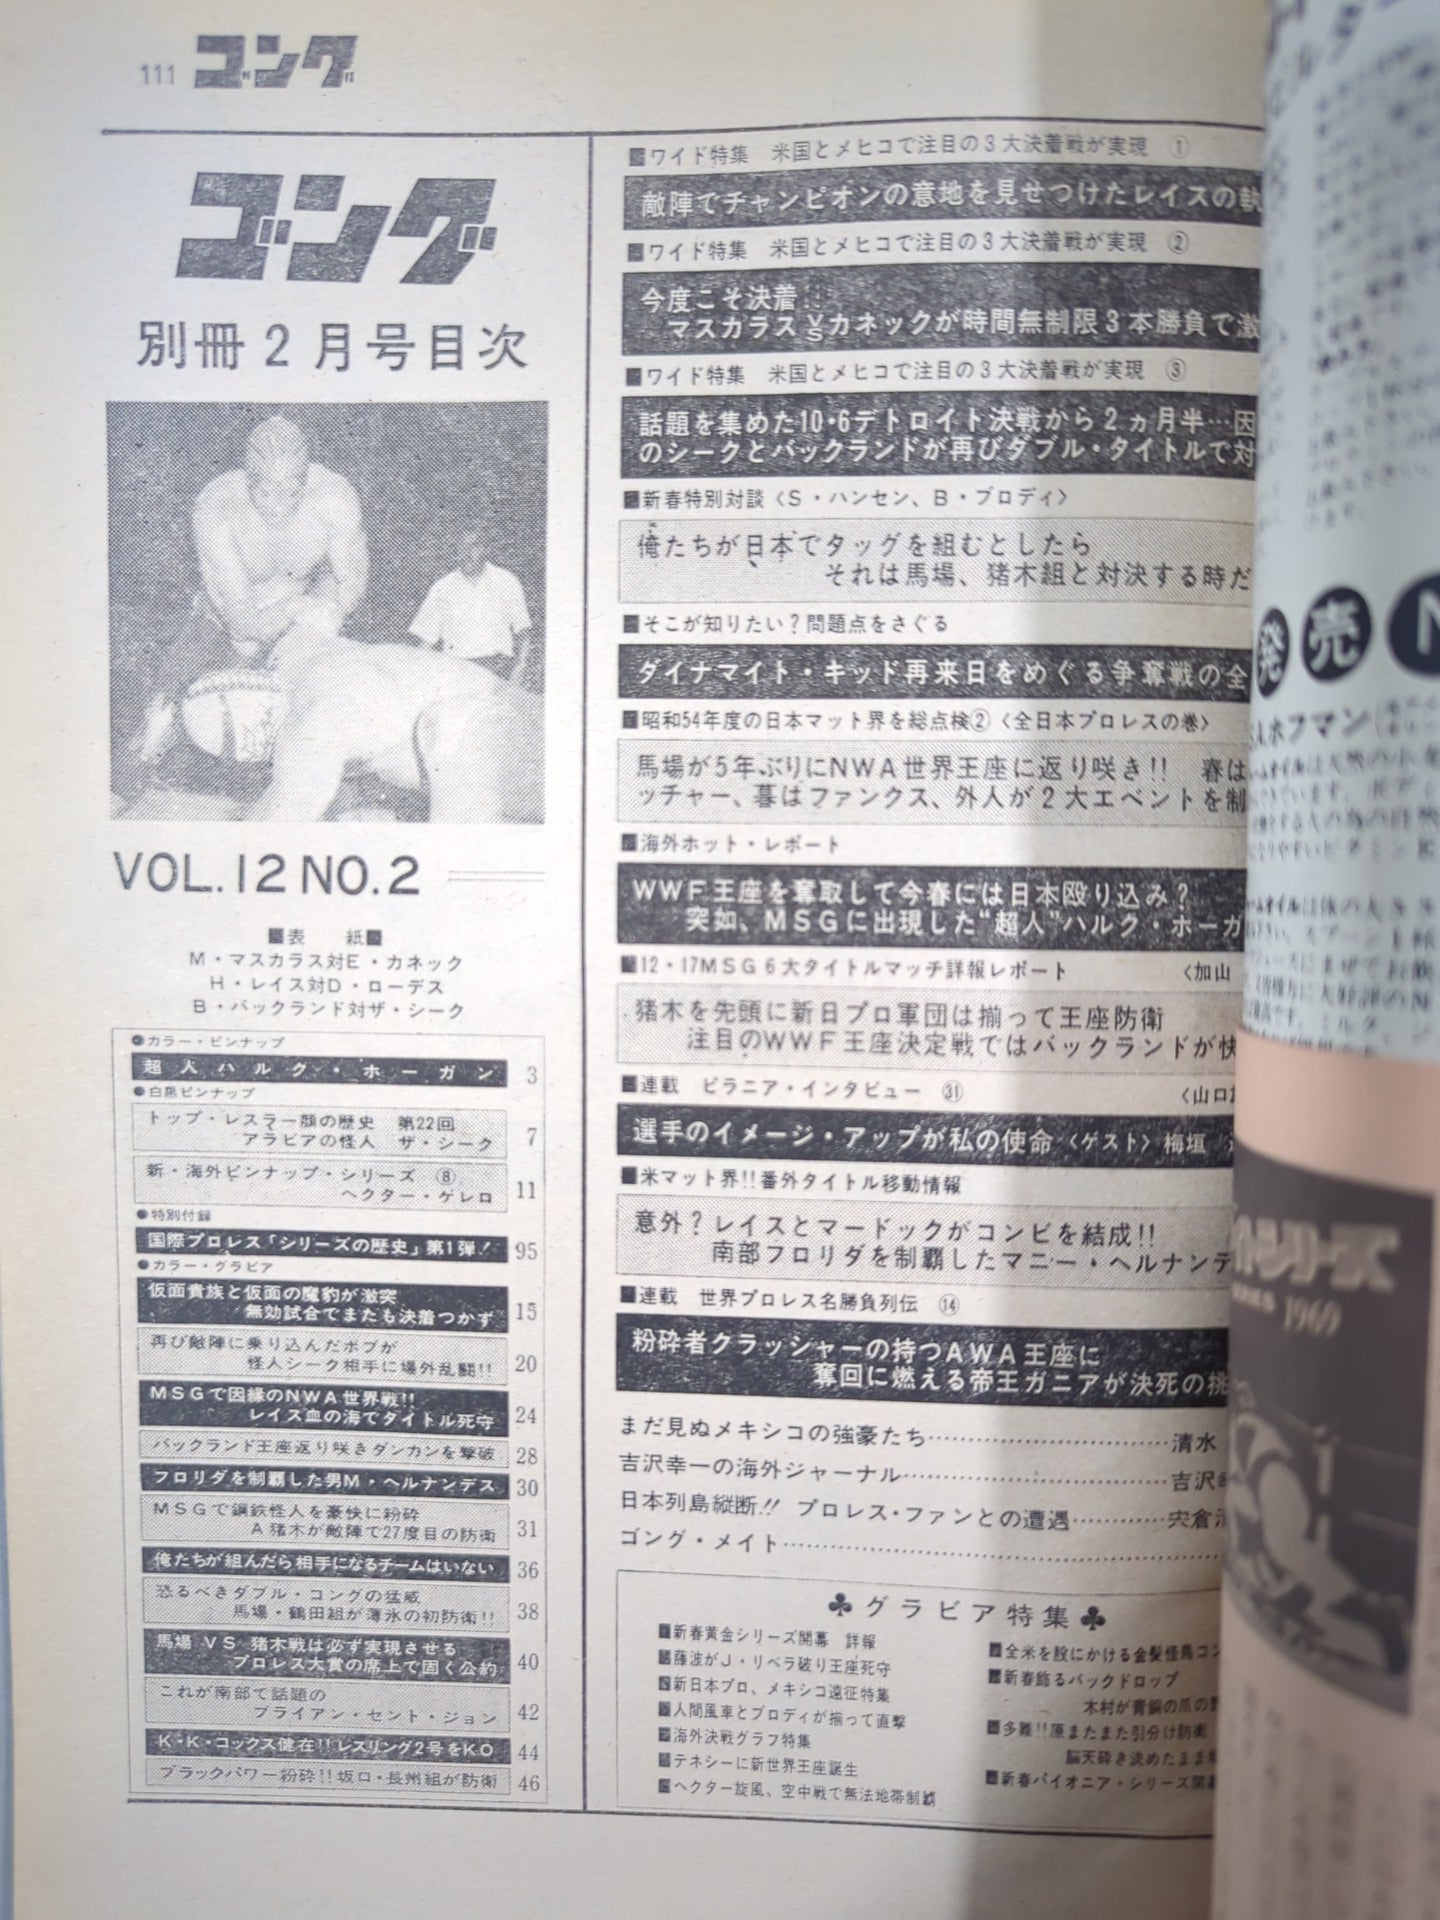 111 ゴング
ゴング
別冊2月号目次
VOL.12 NO.2
■表　紙■
M・マスカラス対E・カネック
H・レイス対D・ローデス
B・バックランド対ザ・シーク
●カラー・ピンナップ
超人ハルク・ホーガン 3
●白黒ピンナップ
トップ・レスラー顔の歴史　第22回
アラビアの怪人　ザ・シーク 7
新・海外ピンナップ・シリーズ　⑧
ヘクター・ゲレロ 11
●特別付録
国際プロレス「シリーズの歴史」第1弾! 95
●カラー・グラビア
仮面貴族と仮面の魔豹が激突
無効試合でまたも決着つかず 15
再び敵陣に乗り込んだボブが
怪人シーク相手に場外乱闘!! 20
MSGで因縁のNWA世界戦!!
レイス血の海でタイトル死守 24
バックランド王座返り咲きダンカンを撃破 28
フロリダを制覇した男M・ヘルナンデス 30
MSGで鋼鉄怪人を豪快に粉砕
A猪木が敵陣で27度目の防衛 31
俺たちが組んだら相手になるチームはいない 36
恐るべきダブル・コングの猛威
馬場・鶴田組が薄氷の初防衛!! 38
馬場 VS 猪木戦は必ず実現させる
プロレス大賞の席上で固く公約 40
これが南部で話題の
ブライアン・セント・ジョン 42
K・K・コックス健在!!レスリング2号をKO 44
ブラックパワー粉砕!!坂口・長州組が防衛 46
■ワイド特集　米国とメヒコで注目の3大決着戦が実現　①
敵陣でチャンピオンの意地を見せつけたレイスの執
■ワイド特集　米国とメヒコで注目の3大決着戦が実現　②
今度こそ決着!!
マスカラスVSカネックが時間無制限3本勝負で激
■ワイド特集　米国とメヒコで注目の3大決着戦が実現　③
話題を集めた10・6デトロイト決戦から2ヵ月半…因
のシークとバックランドが再びダブル・タイトルで対
■新春特別対談〈S・ハンセン、B・ブロディ〉
俺たちが日本でタッグを組むとしたら
それは馬場、猪木組と対決する時だ
■そこが知りたい?問題点をさぐる
ダイナマイト・キッド再来日をめぐる争奪戦の全
■昭和54年度の日本マット界を総点検②〈全日本プロレスの巻〉
馬場が5年ぶりにNWA世界王座に返り咲き!!　春は
ッチャー、暮はファンクス、外人が2大エベントを制
■海外ホット・レポート
WWF王座を奪取して今春には日本殴り込み?
突如、MSGに出現した“超人”ハルク・ホーガ
■12・17MSG6大タイトルマッチ詳報レポート　〈加山
猪木を先頭に新日プロ軍団は揃って王座防衛
注目のWWF王座決定戦ではバックランドが快
■連載　ピラニア・インタビュー　㉛　〈山口
選手のイメージ・アップが私の使命〈ゲスト〉梅垣
■米マット界!!番外タイトル移動情報
意外?レイスとマードックがコンビを結成!!
南部フロリダを制覇したマニー・ヘルナンデ
■連載　世界プロレス名勝負列伝　⑭
粉砕者クラッシャーの持つAWA王座に
奪回に燃える帝王ガニアが決死の挑
まだ見ぬメキシコの強豪たち……………………清水
吉沢幸一の海外ジャーナル……………………吉沢幸
日本列島縦断!!　プロレス・ファンとの遭遇…………宍倉清
ゴング・メイト……………………………………
♣グラビア特集♣
■新春黄金シリーズ開幕　詳報
■藤波がJ・リベラ破り王座死守
■新日本プロ、メキシコ遠征特集
■人間風車とブロディが揃って直撃
■海外決戦グラフ特集
■テネシーに新世界王座誕生
■ヘクター旋風、空中戦で無法地帯制覇
■全米を股にかける金髪怪鳥コン
■新春飾るバックドロップ
木村が青銅の爪の
■多難!!原またまた引分け防衛
脳天砕き決めたまま
■新春パイオニア・シリーズ開幕
発売
人ホフマン
1960